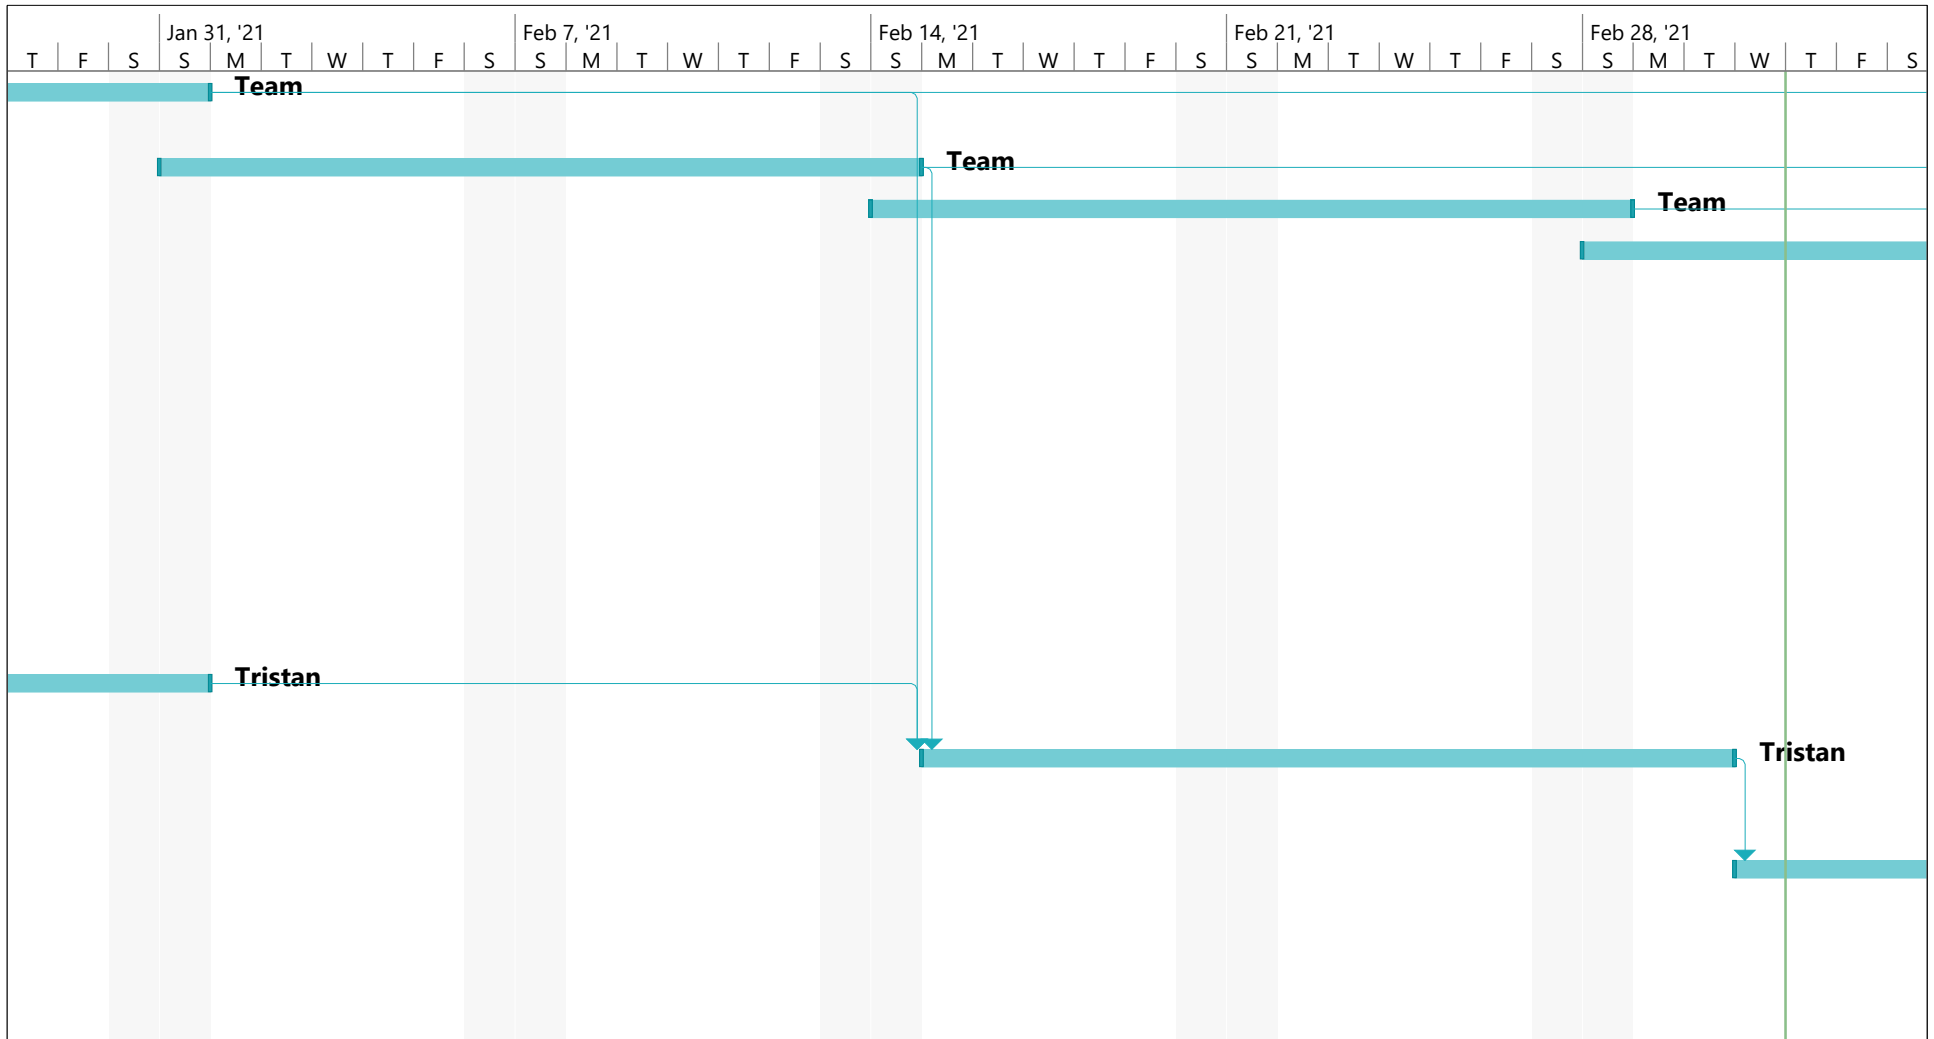 Jan 31, '21 Feb 7, '21 Feb 14, '21 Feb 21, '21 Feb 28, '21
T F S S M T W T F S S M T W T F S S M T W T F S S M T W T F S S M T W T F S
Team
Team
Team
Tristan
Tristan